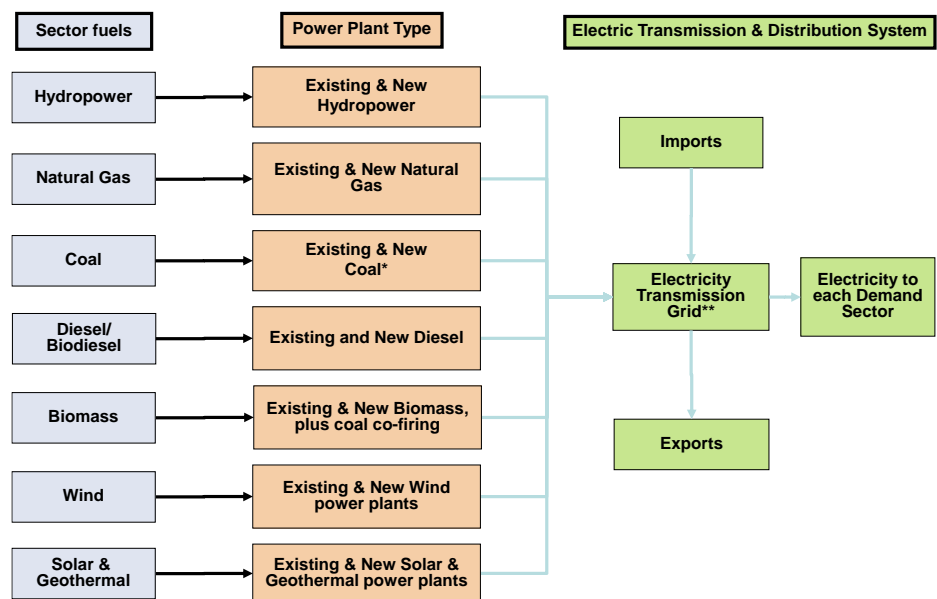 Sector fuels
Power Plant Type
Electric Transmission & Distribution System
Hydropower
Existing & New
Hydropower
Natural Gas
Existing & New Natural
Gas
Coal
Existing & New
Coal*
Diesel/
Biodiesel
Existing and New Diesel
Biomass
Existing & New Biomass,
plus coal co-firing
Wind
Existing & New Wind
power plants
Solar &
Geothermal
Existing & New Solar &
Geothermal power plants
Imports
Electricity
Transmission
Grid**
Electricity to
each Demand
Sector
Exports